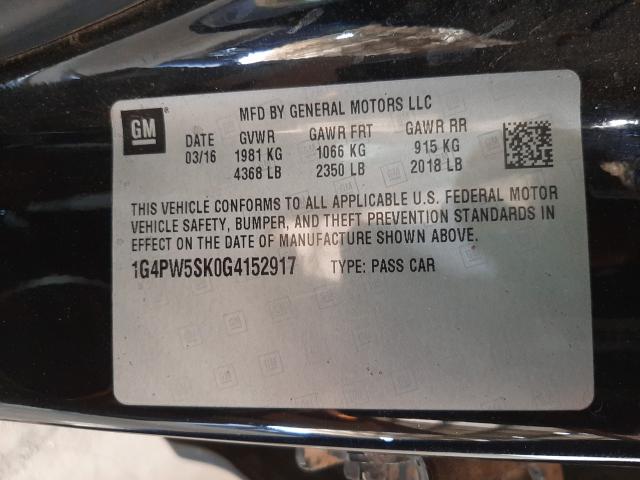 GM ®
MFD BY GENERAL MOTORS LLC
DATE GVWR GAWR FRT GAWR RR
03/16 1981 KG 1066 KG 915 KG
4368 LB 2350 LB 2018 LB
THIS VEHICLE CONFORMS TO ALL APPLICABLE U.S. FEDERAL MOTOR
VEHICLE SAFETY, BUMPER, AND THEFT PREVENTION STANDARDS IN
EFFECT ON THE DATE OF MANUFACTURE SHOWN ABOVE.
1G4PW5SK0G4152917 TYPE: PASS CAR